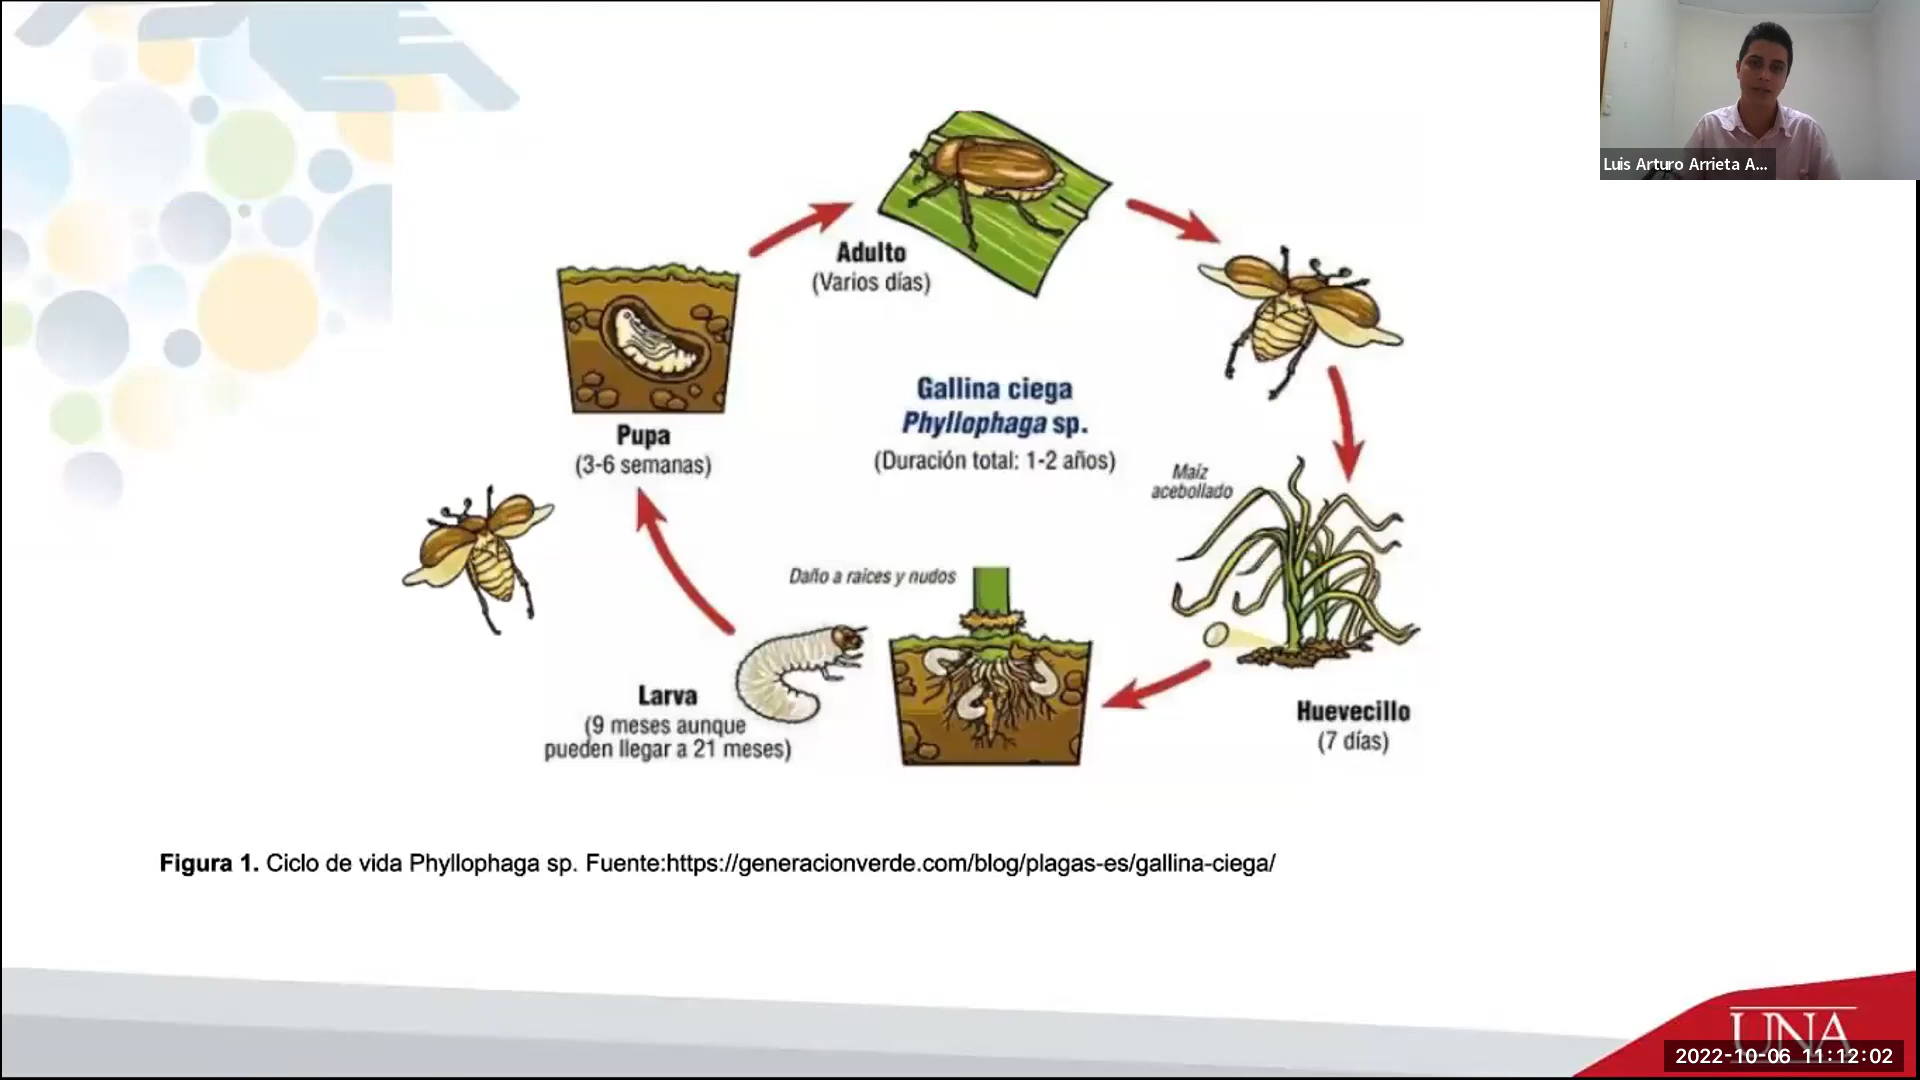 Luis Arturo Arrieta A...
Adulto
(Varios días)
Pupa
(3-6 semanas)
Gallina ciega
Phyllophaga sp.
(Duración total: 1-2 años)
Maíz
acebollado
Daño a raíces y nudos
Larva
(9 meses aunque
pueden llegar a 21 meses)
Huevecillo
(7 días)
Figura 1. Ciclo de vida Phyllophaga sp. Fuente:https://generacionverde.com/blog/plagas-es/gallina-ciega/
UNA
2022-10-06 11:12:02